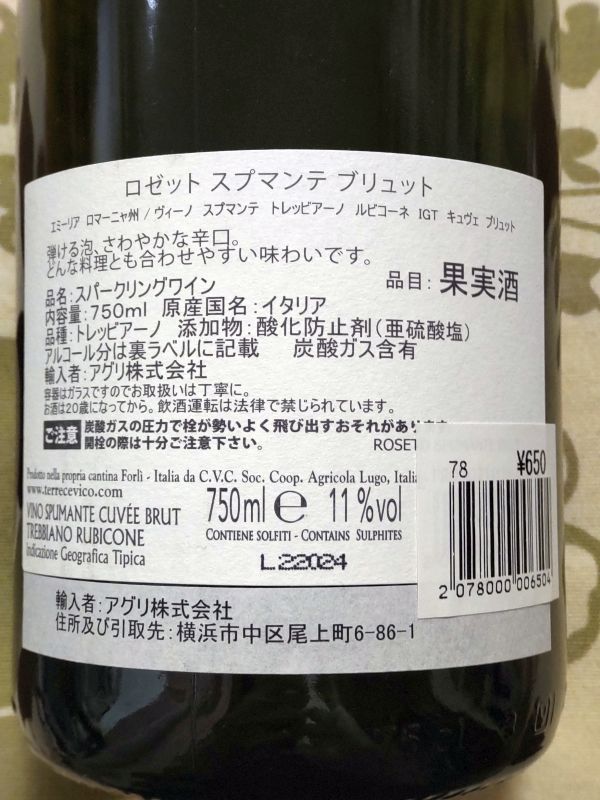 ロゼット スプマンテ ブリュット
エミーリア ロマーニャ州 / ヴィーノ スプマンテ トレッビアーノ ルビコーネ IGT キュヴェ ブリュット
弾ける泡、さわやかな辛口。
どんな料理とも合わせやすい味わいです。
品目：果実酒
品名：スパークリングワイン
内容量：750ml 原産国名：イタリア
品種：トレッビアーノ 添加物：酸化防止剤（亜硫酸塩）
アルコール分は裏ラベルに記載 炭酸ガス含有
輸入者：アグリ株式会社
容器はガラスですのでお取扱いは丁寧に。
お酒は20歳になってから。飲酒運転は法律で禁じられています。
ご注意 炭酸ガスの圧力で栓が勢いよく飛び出すおそれがあります。
開栓の際は十分ご注意下さい。
ROSET
Prodotto nella propria cantina Forlì - Italia da C.V.C. Soc. Coop. Agricola Lugo, Itali
www.terrecevico.com
VINO SPUMANTE CUVÉE BRUT
TREBBIANO RUBICONE
Indicazione Geografica Tipica
750ml e 11%vol
CONTIENE SOLFITI - CONTAINS SULPHITES
L22024
78 ¥650
2 078000 006504
輸入者：アグリ株式会社
住所及び引取先：横浜市中区尾上町6-86-1